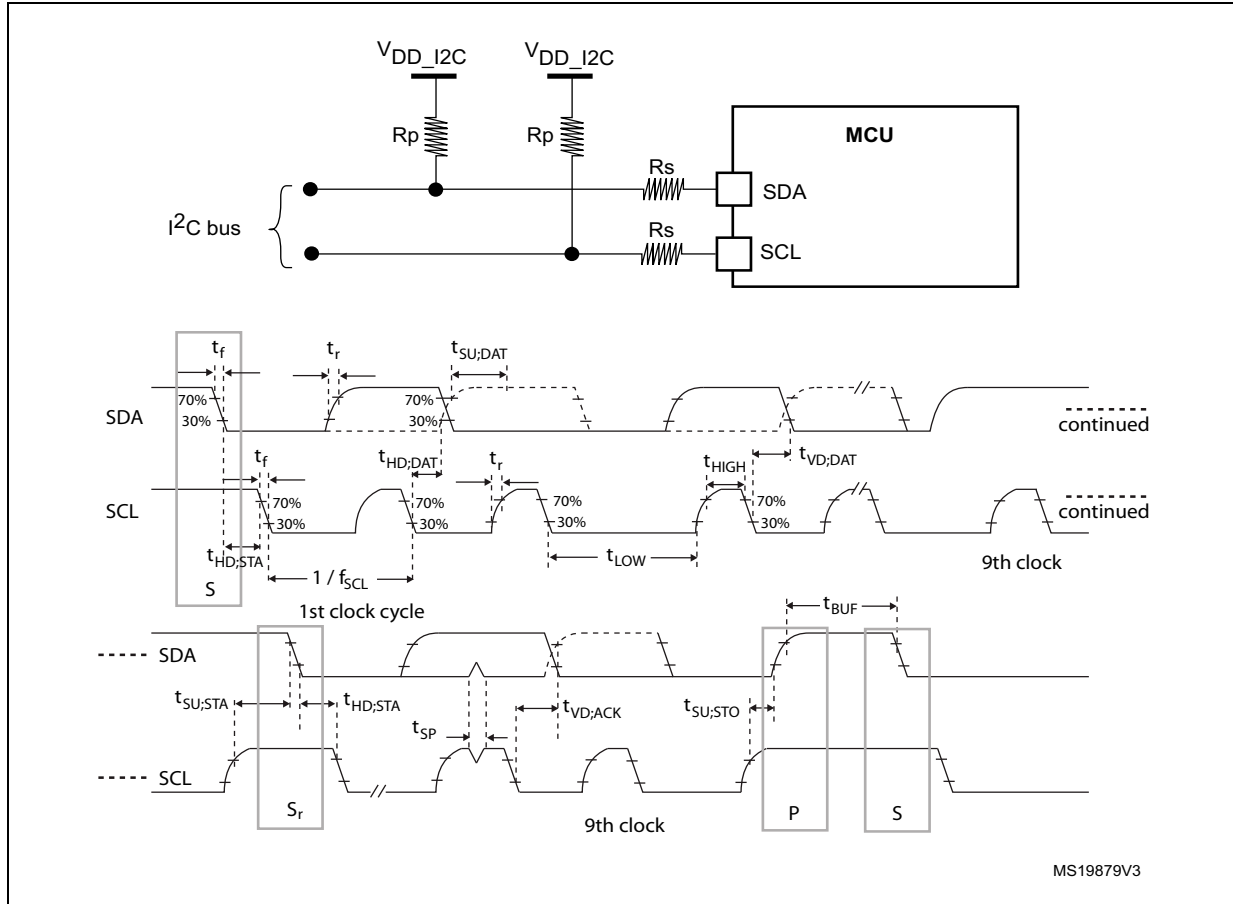 VDD_I2C VDD_I2C
Rp Rp
MCU
Rs
SDA
I2C bus
Rs
SCL
tf tr tSU;DAT
70% 70%
SDA
30% 30%
continued
tf tHD;DAT tr tHIGH tVD;DAT
70% 70% 70% 70%
SCL
30% 30% 30% 30%
continued
tHD;STA
tLOW
9th clock
S
1 / fSCL
1st clock cycle
tBUF
SDA
tSU;STA tHD;STA tVD;ACK tSU;STO
tSP
SCL
Sr P S
9th clock
MS19879V3